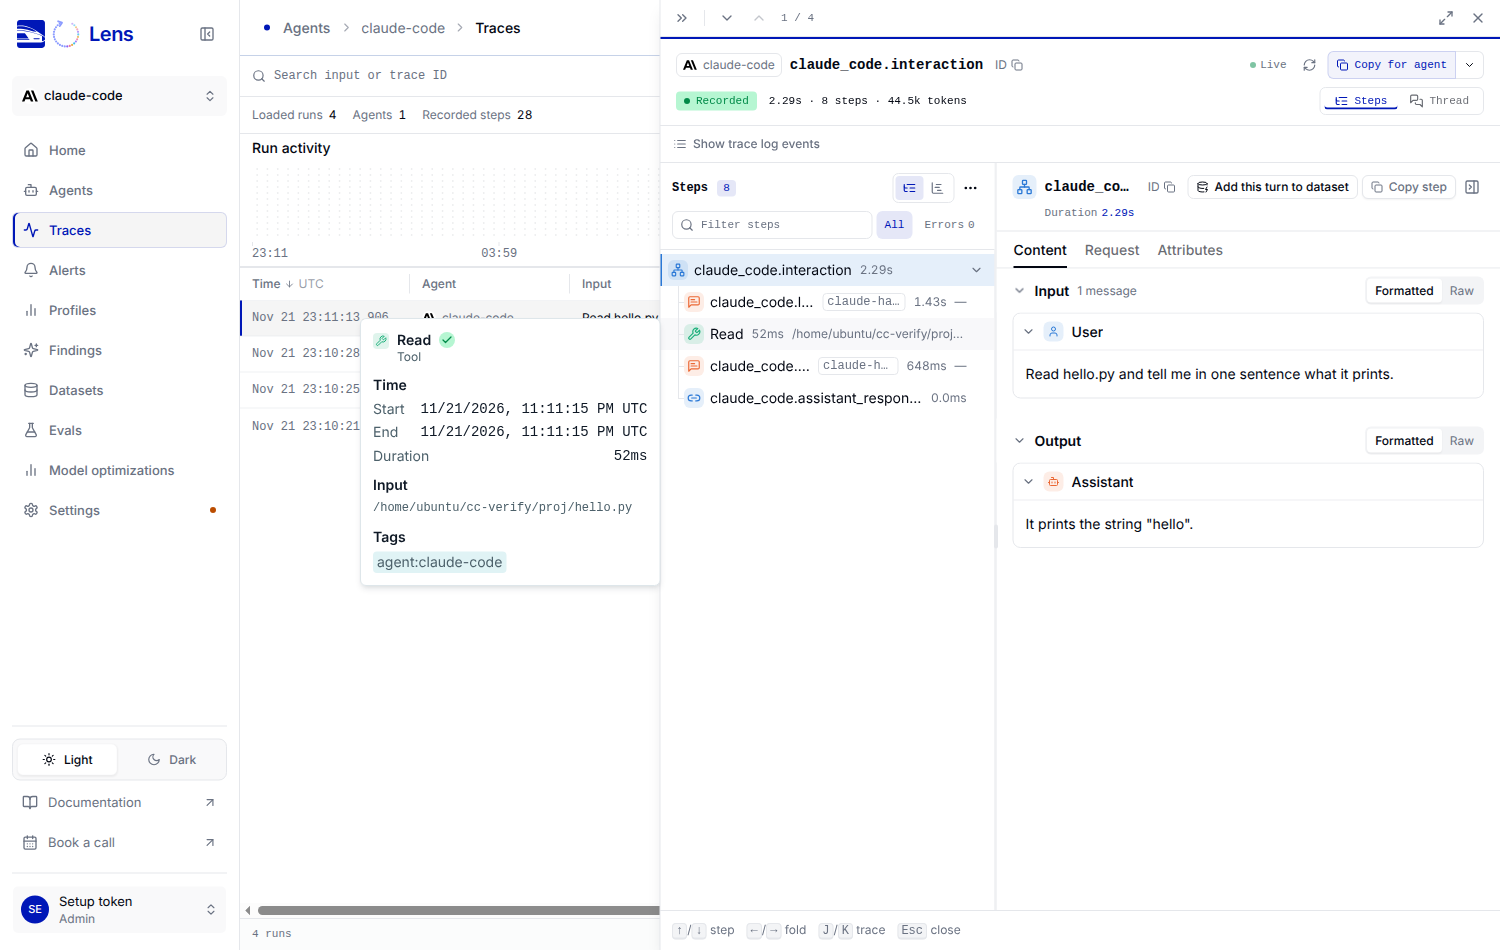 Lens
claude-code
Home
Agents
Traces
Alerts
Profiles
Findings
Datasets
Evals
Model optimizations
Settings
Light
Dark
Documentation
Book a call
SE
Setup token
Admin
Agents
claude-code
Traces
Search input or trace ID
Loaded runs 4 Agents 1 Recorded steps 28
Run activity
23:11
03:59
Time UTC Agent Input
Nov 21 23:11:13.906 claude-code Read hello.py
Nov 21 23:10:28
Nov 21 23:10:25
Nov 21 23:10:21
Read
Tool
Time
Start 11/21/2026, 11:11:15 PM UTC
End 11/21/2026, 11:11:15 PM UTC
Duration 52ms
Input
/home/ubuntu/cc-verify/proj/hello.py
Tags
agent:claude-code
4 runs
1 / 4
claude-code claude_code.interaction ID
Live
Copy for agent
Recorded 2.29s · 8 steps · 44.5k tokens
Steps Thread
Show trace log events
Steps 8
Filter steps
All
Errors 0
claude_code.interaction 2.29s
claude_code.l... claude-ha... 1.43s —
Read 52ms /home/ubuntu/cc-verify/proj...
claude_code.... claude-h... 648ms —
claude_code.assistant_respon... 0.0ms
claude_co... ID
Add this turn to dataset
Copy step
Duration 2.29s
Content Request Attributes
Input 1 message
Formatted Raw
User
Read hello.py and tell me in one sentence what it prints.
Output
Formatted Raw
Assistant
It prints the string "hello".
↑/↓ step ←/→ fold J/K trace Esc close